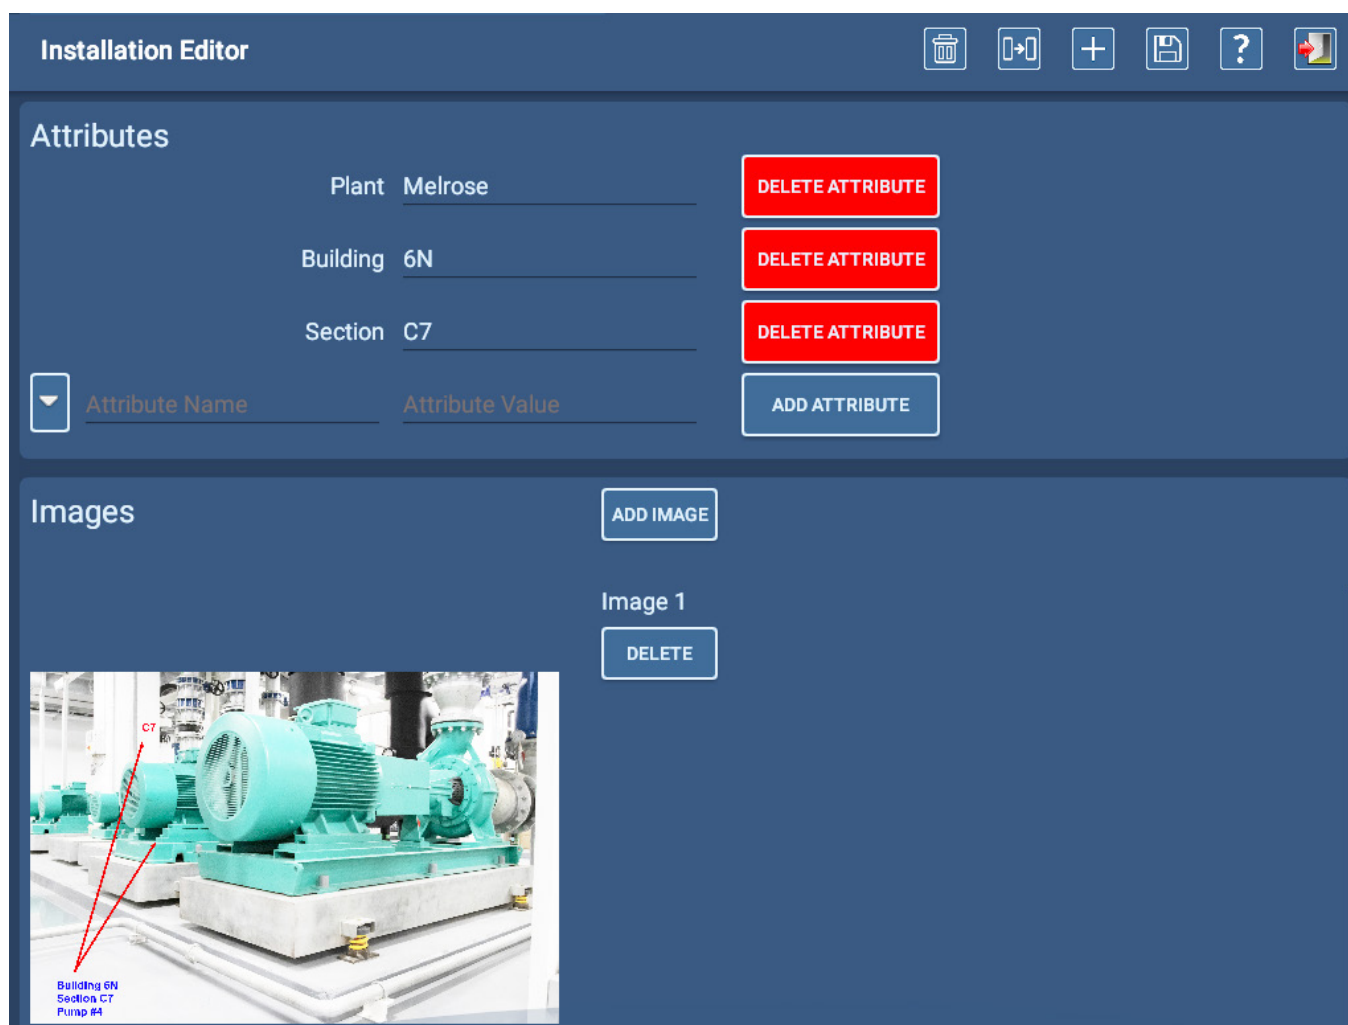 Installation Editor
Attributes
Plant Melrose DELETE ATTRIBUTE
Building 6N DELETE ATTRIBUTE
Section C7 DELETE ATTRIBUTE
Attribute Name Attribute Value ADD ATTRIBUTE
Images ADD IMAGE
Image 1
DELETE
C7
Building 6N
Section C7
Pump #4